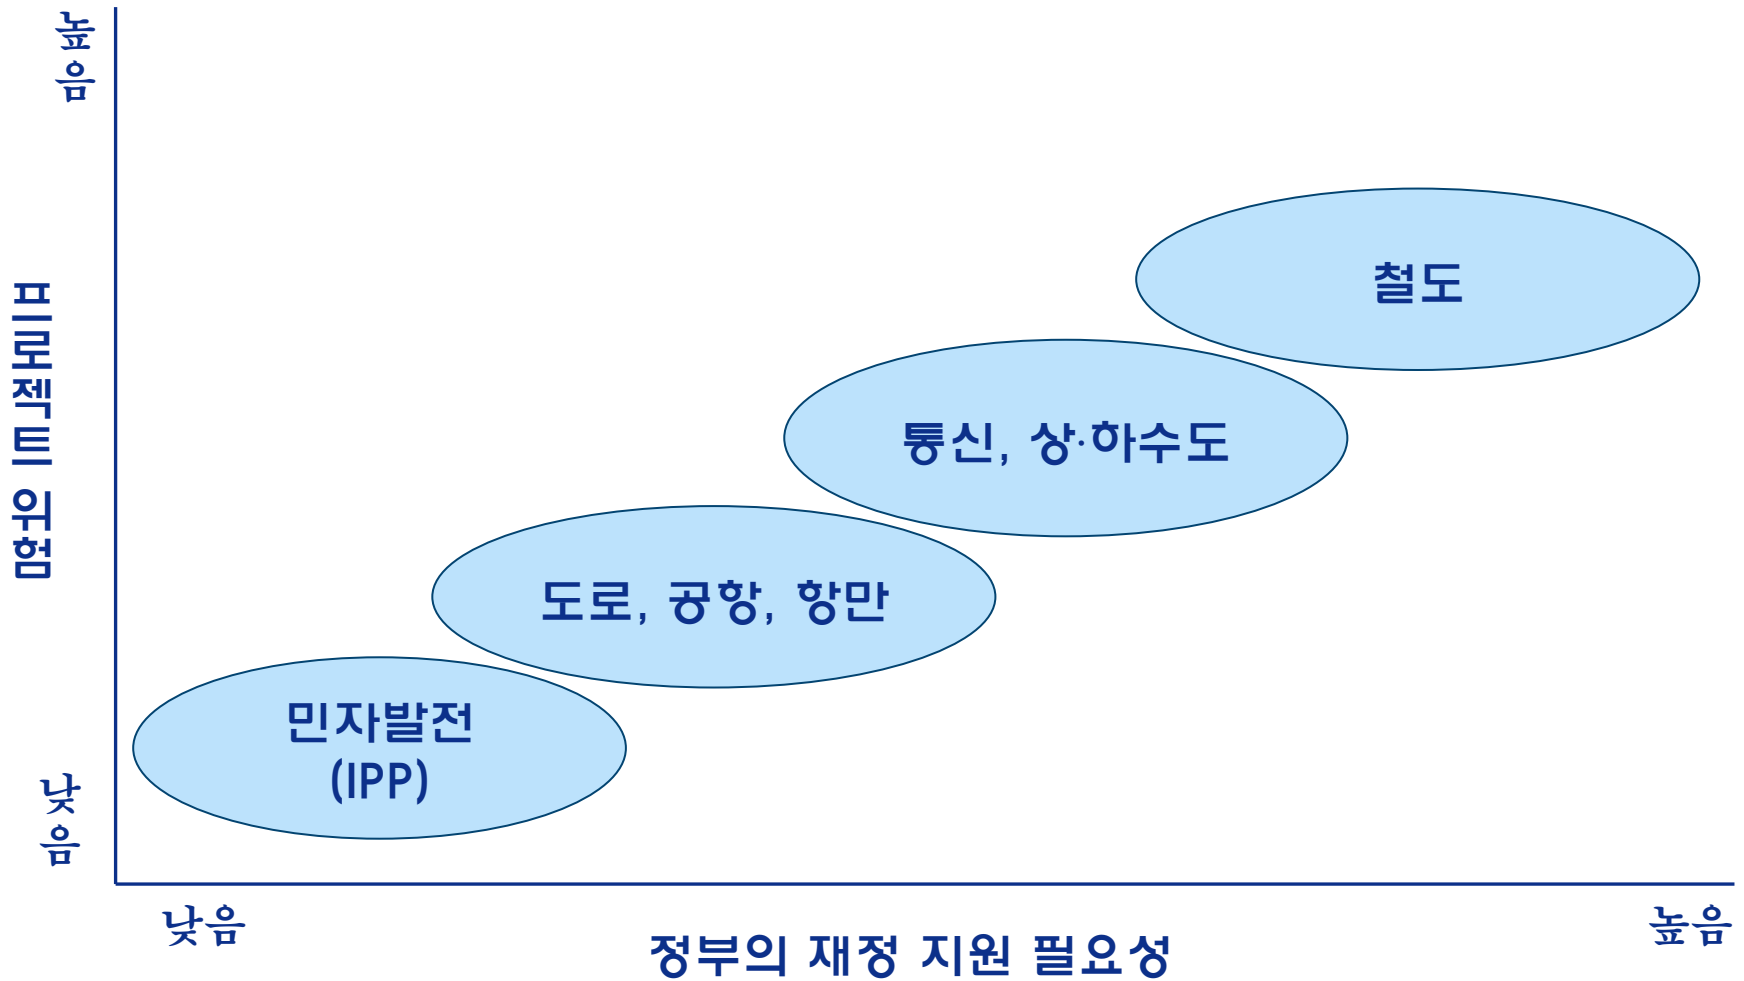 높음
프로젝트 위험
낮음
철도
통신, 상·하수도
도로, 공항, 항만
민자발전
(IPP)
낮음
정부의 재정 지원 필요성
높음